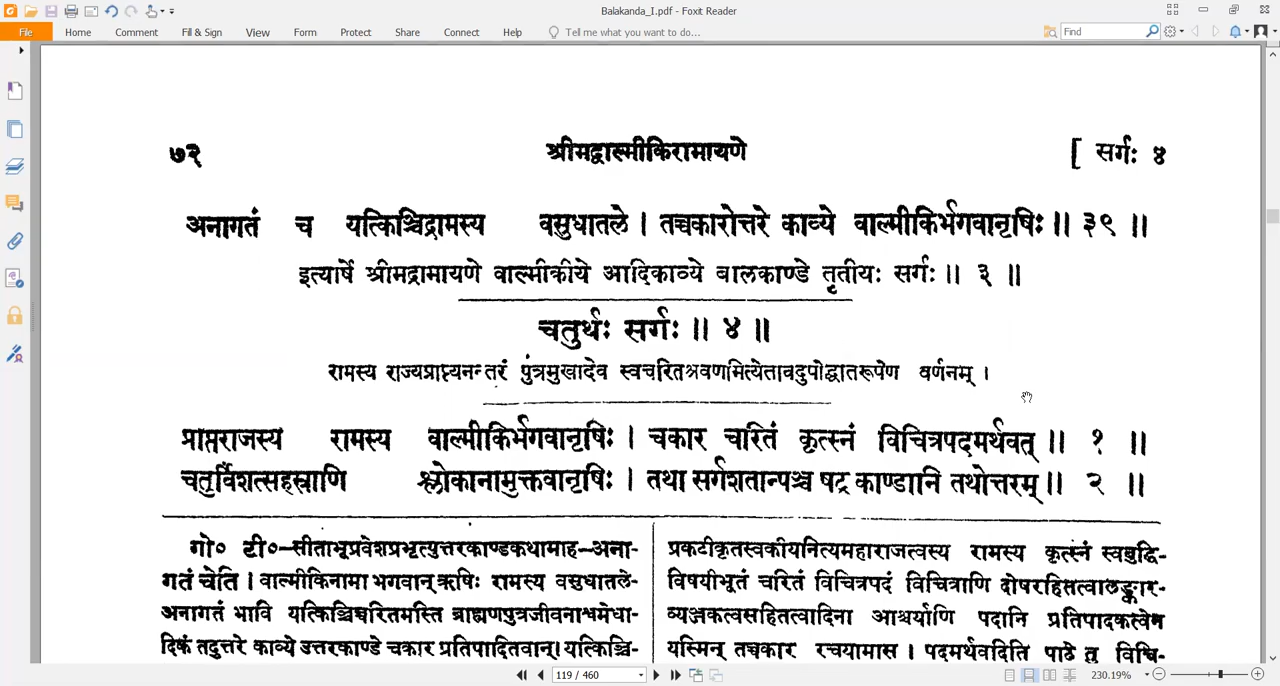 Balakanda_I.pdf - Foxit Reader
File Home Comment Fill & Sign View Form Protect Share Connect Help Tell me what you want to do... Find
७२ श्रीमद्वाल्मीकिरामायणे [ सर्गः ४
अनागतं च यत्किञ्चिद्रामस्य वसुधातले । तच्चकारोत्तरे काव्ये वाल्मीकिर्भगवानृषिः ॥ ३९ ॥
इत्यार्षे श्रीमद्रामायणे वाल्मीकीये आदिकाव्ये बालकाण्डे तृतीयः सर्गः ॥ ३ ॥
चतुर्थः सर्गः ॥ ४ ॥
रामस्य राज्यप्राप्त्यनन्तरं पुत्रमुखादेव स्वचरितश्रवणमित्येतावदुपोद्घातरूपेण वर्णनम् ।
प्राप्तराजस्य रामस्य वाल्मीकिर्भगवानृषिः । चकार चारितं कृत्स्नं विचित्रपदमर्थवत् ॥ १ ॥
चतुर्विंशत्सहस्राणि श्लोकानामुक्तवानृषिः । तथा सर्गशतान्पञ्च षट्र काण्डानि तथोत्तरम् ॥ २ ॥
गो० टी०–सीताभूप्रवेशप्रभृत्युत्तरकाण्डकथामाह–अना-
गतं चेति । वाल्मीकिनामा भगवान् ऋषिः रामस्य वसुधातले-
अनागतं भावि यत्किञ्चिच्चरितमस्ति ब्राह्मणपुत्रजीवनाश्वमेधा-
दिकं तदुत्तरे काव्ये उत्तरकाण्डे चकार प्रतिपादितवान् । यत्किञ्चि-
प्रकटीकृतस्वकीयनित्यमहाराजत्वस्य रामस्य कृत्स्नं स्वबुद्धि-
विषयीभूतं चरितं विचित्रपदं विचित्राणि दोषरहितत्वालङ्कार-
व्यञ्जकत्वसहितत्वादिना आश्चर्याणि पदानि प्रतिपादकत्वेन
यस्मिन् तच्चकार रचयामास । पदमर्थवदिति पाठे तु विचि-
119 / 460 230.19%